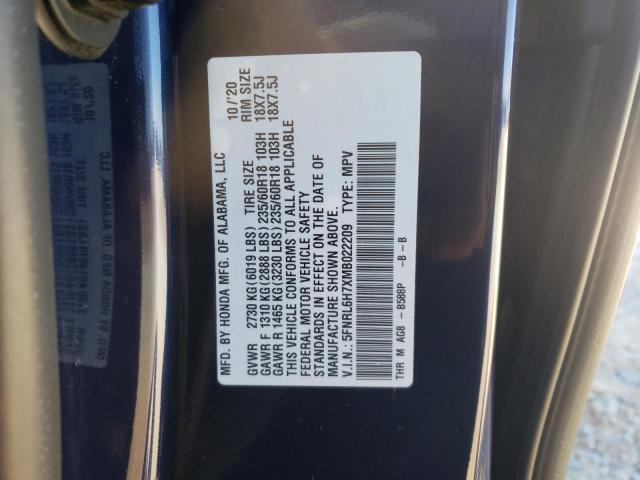 MFD. BY HONDA MFG. OF ALABAMA, LLC 10/'20
GVWR 2730 KG(6019 LBS) TIRE SIZE RIM SIZE
GAWR F 1310 KG(2888 LBS) 235/60R18 103H 18X7.5J
GAWR R 1465 KG(3230 LBS) 235/60R18 103H 18X7.5J
THIS VEHICLE CONFORMS TO ALL APPLICABLE
FEDERAL MOTOR VEHICLE SAFETY
STANDARDS IN EFFECT ON THE DATE OF
MANUFACTURE SHOWN ABOVE.
V.I.N.: 5FNRL6H7XMB022209 TYPE: MPV
THR M AG8 - B588P -B-B